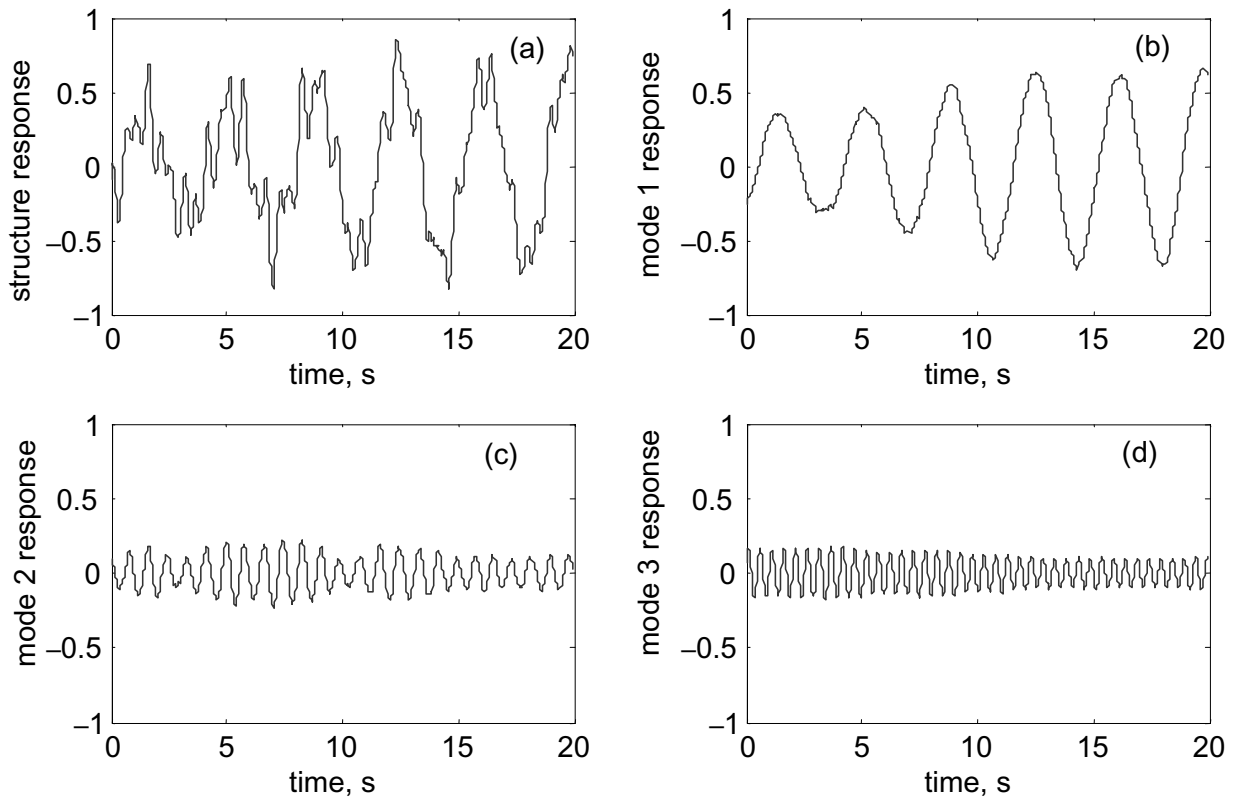 1
(a)
0.5
0
–0.5
–1
structure response
0 5 10 15 20
time, s
1
(b)
0.5
0
–0.5
–1
mode 1 response
0 5 10 15 20
time, s
1
(c)
0.5
0
–0.5
–1
mode 2 response
0 5 10 15 20
time, s
1
(d)
0.5
0
–0.5
–1
mode 3 response
0 5 10 15 20
time, s